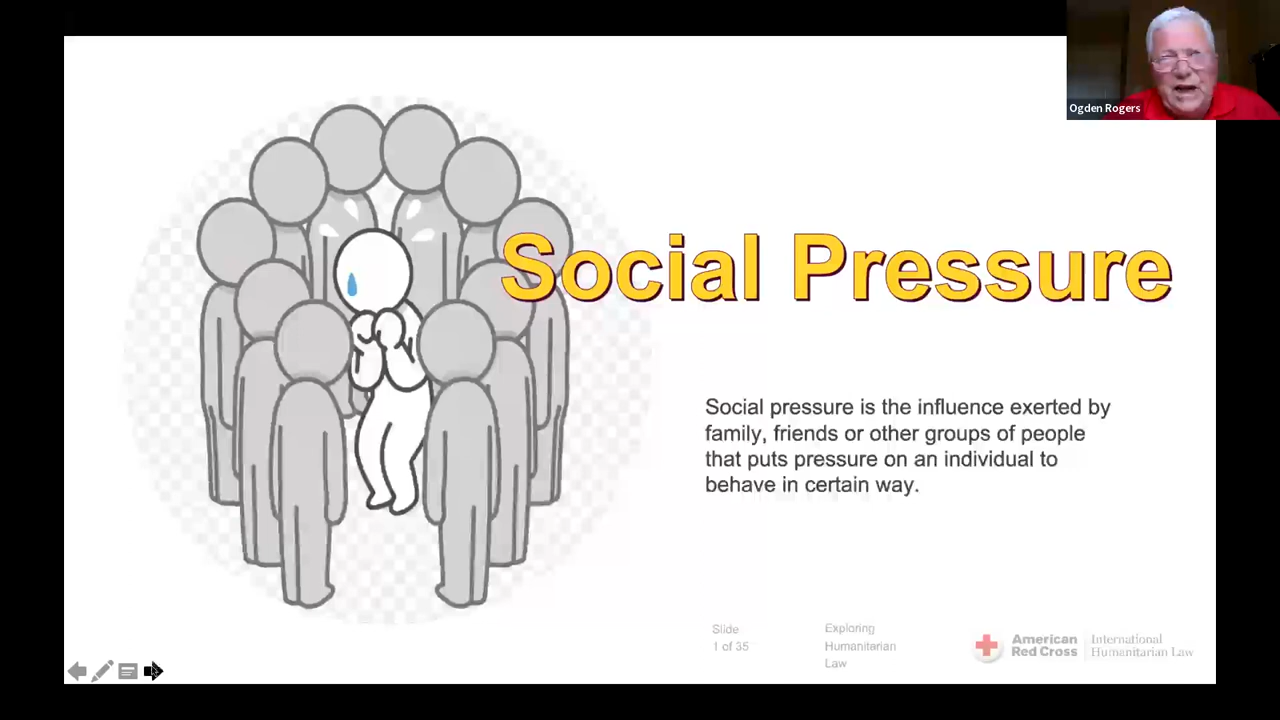 Ogden Rogers
Social Pressure
Social pressure is the influence exerted by
family, friends or other groups of people
that puts pressure on an individual to
behave in certain way.
Slide
1 of 35
Exploring
Humanitarian
Law
American
Red Cross
International
Humanitarian Law